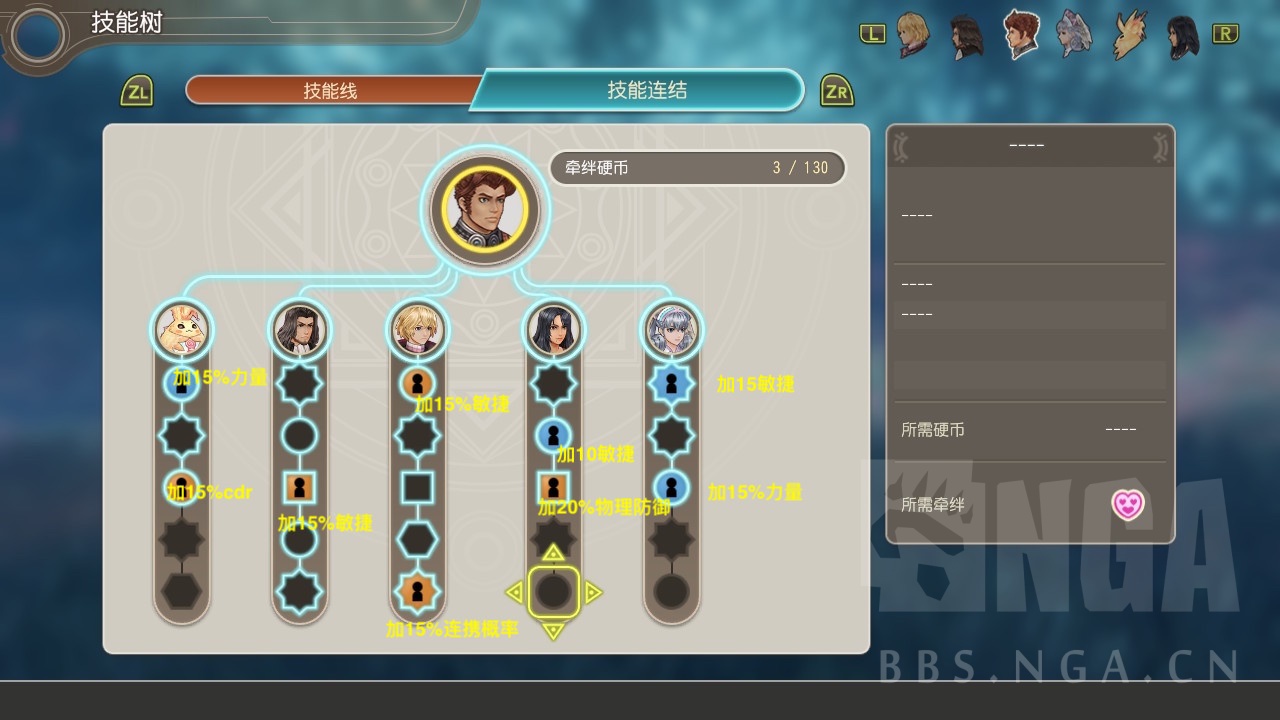 技能树
L
R
ZL
技能线
技能连结
ZR
牵绊硬币 3 / 130
----
----
----
----
加15%力量
加15敏捷
加15%敏捷
加10敏捷
加15%cdr
加15%力量
加20%物理防御
加15%敏捷
加15%连携概率
所需硬币 ----
所需牵绊
NGA
BBS.NGA.CN